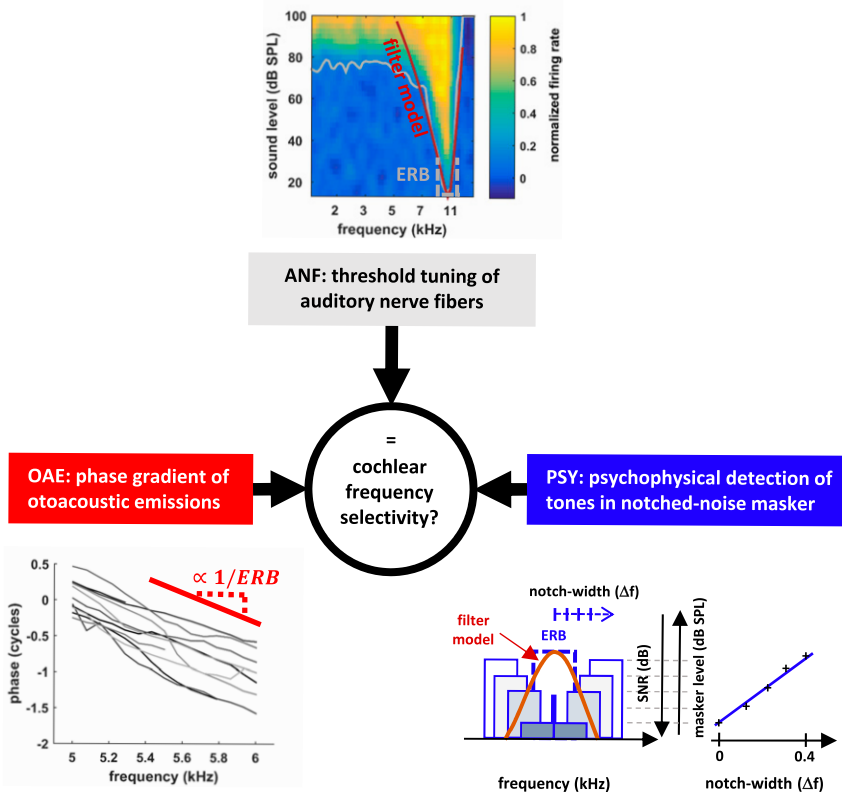 100
80
60
40
20
sound level (dB SPL)
filter model
ERB
2 3 5 7 11
frequency (kHz)
1
0.8
0.6
0.4
0.2
0
normalized firing rate
ANF: threshold tuning of
auditory nerve fibers
=
cochlear
frequency
selectivity?
OAE: phase gradient of
otoacoustic emissions
PSY: psychophysical detection of
tones in notched-noise masker
0.5
0
-0.5
-1
-1.5
-2
phase (cycles)
∝ 1/ERB
5 5.2 5.4 5.6 5.8 6
frequency (kHz)
notch-width (Δf)
filter
model
ERB
SNR (dB)
masker level (dB SPL)
0 0.4
frequency (kHz)
notch-width (Δf)